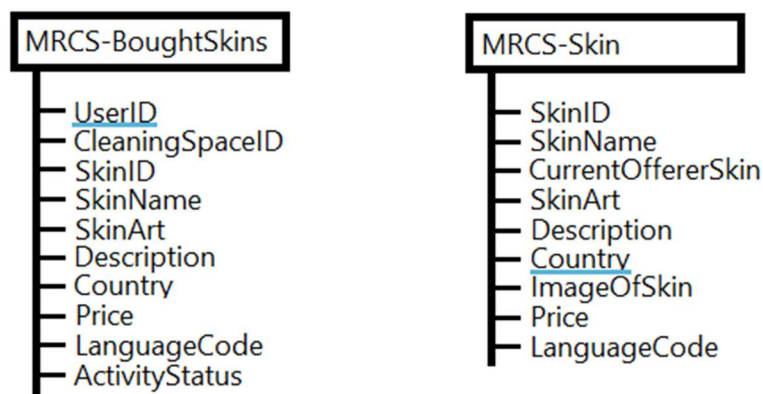 MRCS-BoughtSkins
UserID
CleaningSpaceID
SkinID
SkinName
SkinArt
Description
Country
Price
LanguageCode
ActivityStatus
MRCS-Skin
SkinID
SkinName
CurrentOffererSkin
SkinArt
Description
Country
ImageOfSkin
Price
LanguageCode